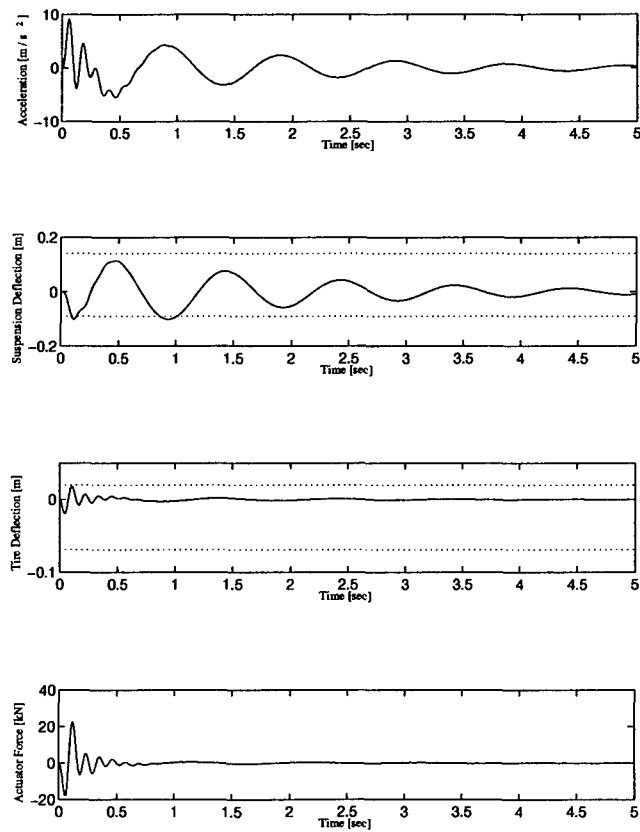 Acceleration [m / s 2 ]
10
0
-10
0 0.5 1 1.5 2 2.5 3 3.5 4 4.5 5
Time [sec]
Suspension Deflection [m]
0.2
0
-0.2
0 0.5 1 1.5 2 2.5 3 3.5 4 4.5 5
Time [sec]
Tire Deflection [m]
0
-0.1
0 0.5 1 1.5 2 2.5 3 3.5 4 4.5 5
Time [sec]
Actuator Force [kN]
40
20
0
-20
0 0.5 1 1.5 2 2.5 3 3.5 4 4.5 5
Time [sec]